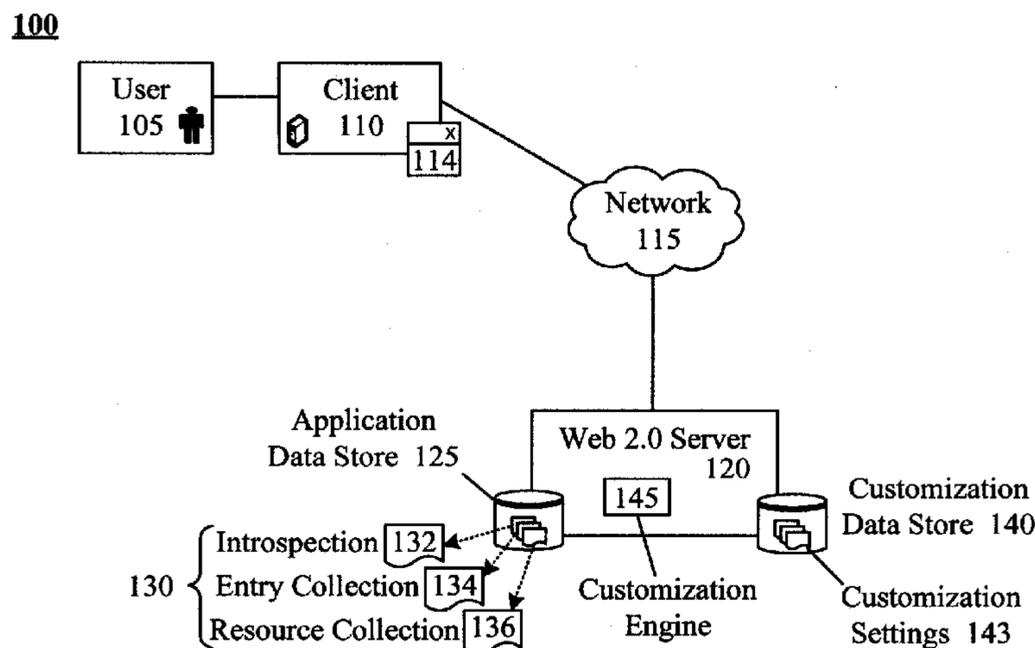 100
User
105
Client
110
X
114
Network
115
Application
Data Store 125
Web 2.0 Server
120
145
Customization
Data Store 140
Introspection 132
130
Entry Collection 134
Resource Collection 136
Customization
Engine
Customization
Settings 143